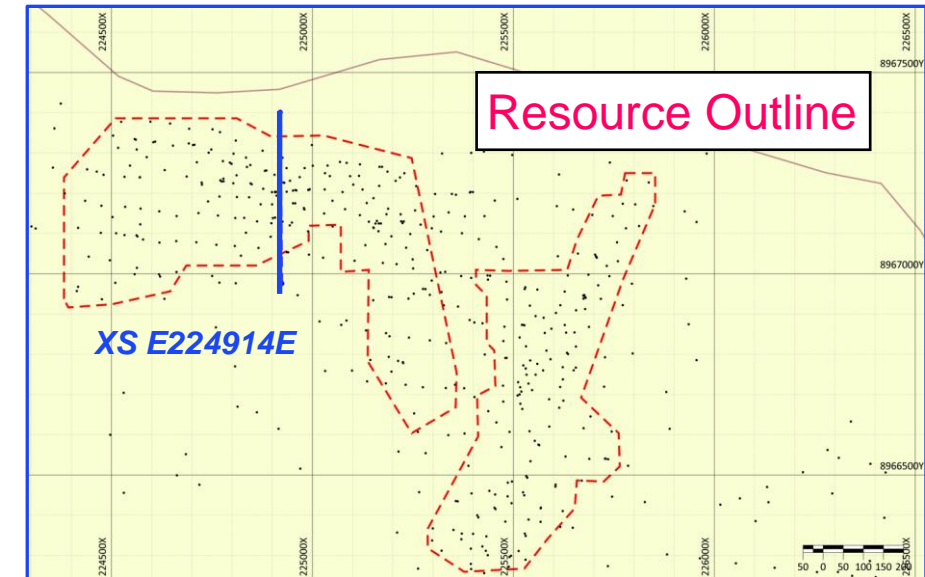 224500X
225000X
225500X
226000X
226500X
8967500Y
Resource Outline
8967000Y
XS E224914E
8966500Y
224500X
225000X
225500X
226000X
226500X
50 0 50 100 150 200